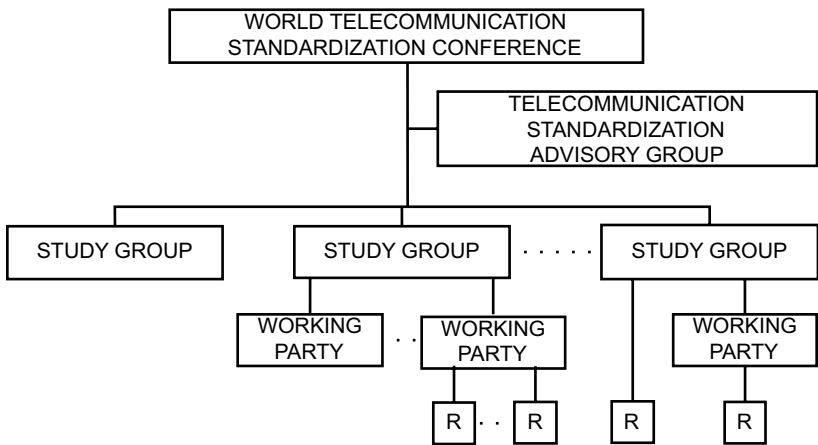 WORLD TELECOMMUNICATION
STANDARDIZATION CONFERENCE
TELECOMMUNICATION
STANDARDIZATION
ADVISORY GROUP
STUDY GROUP
STUDY GROUP
. . . . .
STUDY GROUP
WORKING
PARTY
. .
WORKING
PARTY
WORKING
PARTY
R
. .
R
R
R